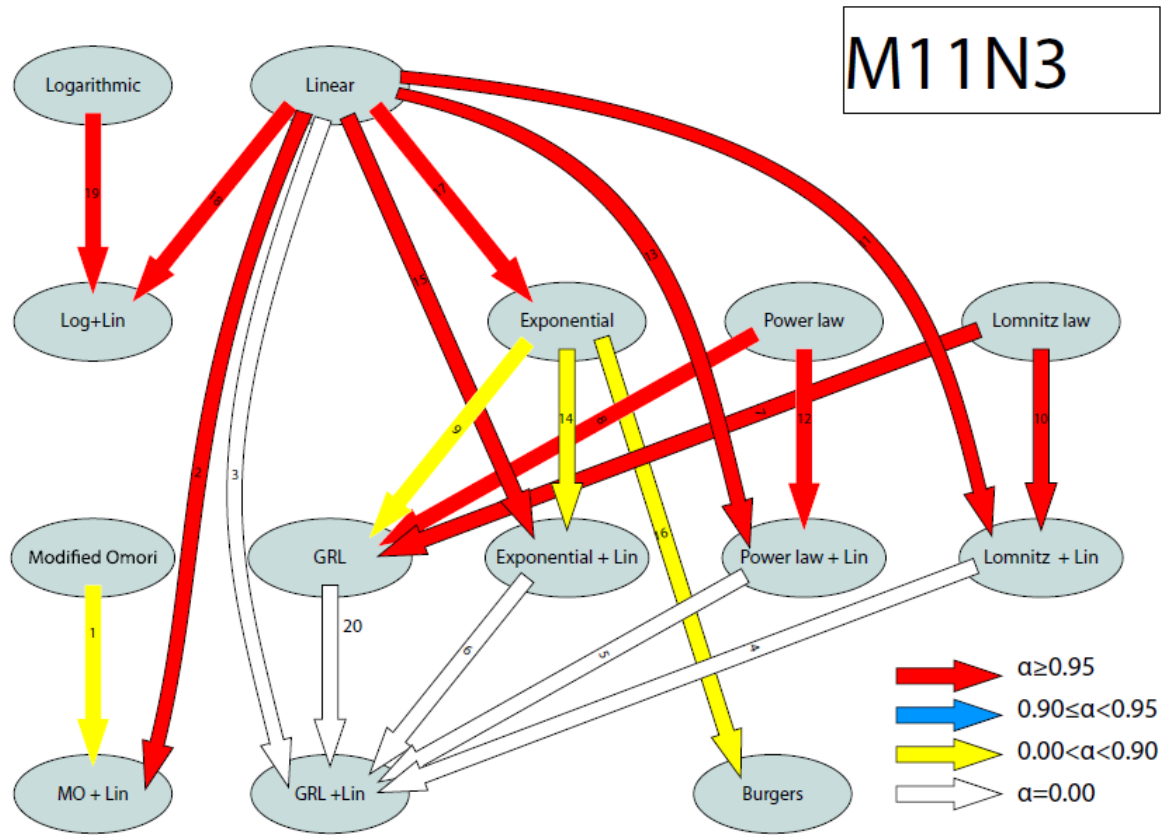 M11N3
Logarithmic
Linear
19
18
17
15
13
11
Log+Lin
Exponential
Power law
Lomnitz law
9
14
8
12
7
10
2
3
16
Modified Omori
GRL
Exponential + Lin
Power law + Lin
Lomnitz + Lin
1
20
6
5
4
α≥0.95
0.90≤α<0.95
0.00<α<0.90
α=0.00
MO + Lin
GRL +Lin
Burgers